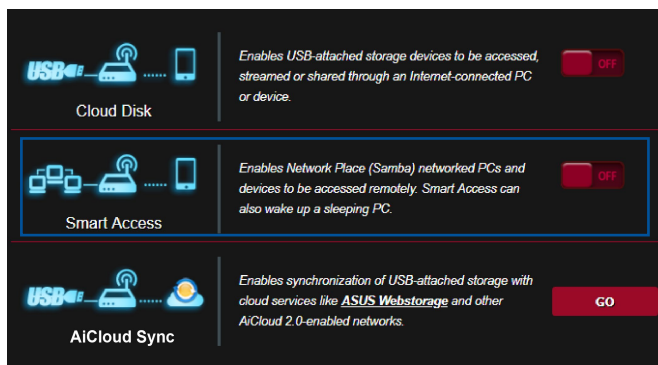 USB
Enables USB-attached storage devices to be accessed,
streamed or shared through an Internet-connected PC
or device.
OFF
Cloud Disk
Enables Network Place (Samba) networked PCs and
devices to be accessed remotely. Smart Access can
also wake up a sleeping PC.
OFF
Smart Access
USB
Enables synchronization of USB-attached storage with
cloud services like ASUS Webstorage and other
AiCloud 2.0-enabled networks.
GO
AiCloud Sync